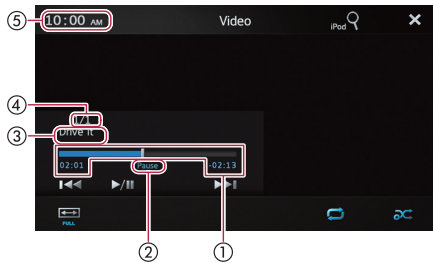 ⑤ 10:00 AM Video iPod
④
1/1
③ Drive It
02:01 Pause -02:13
FULL
② ①